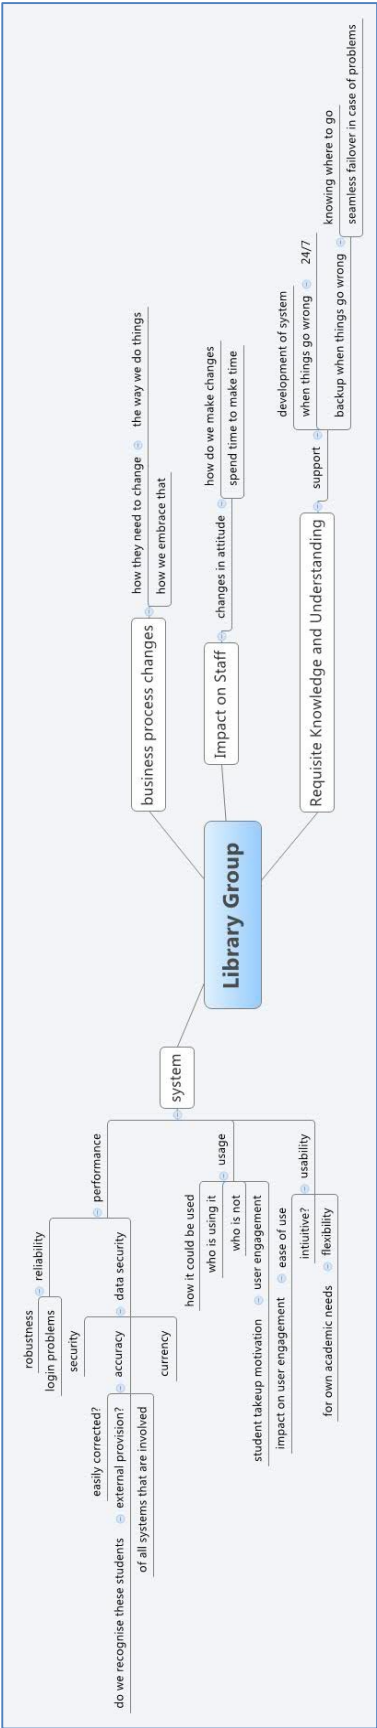 Library Group
business process changes
how they need to change
the way we do things
how we embrace that
Impact on Staff
changes in attitude
how do we make changes
spend time to make time
Requisite Knowledge and Understanding
support
development of system
when things go wrong
24/7
backup when things go wrong
knowing where to go
seamless failover in case of problems
system
performance
reliability
robustness
login problems
data security
security
accuracy
easily corrected?
external provision?
do we recognise these students
of all systems that are involved
currency
usage
how it could be used
who is using it
who is not
user engagement
student takeup motivation
usability
ease of use
impact on user engagement
intiuitive?
flexibility
for own academic needs